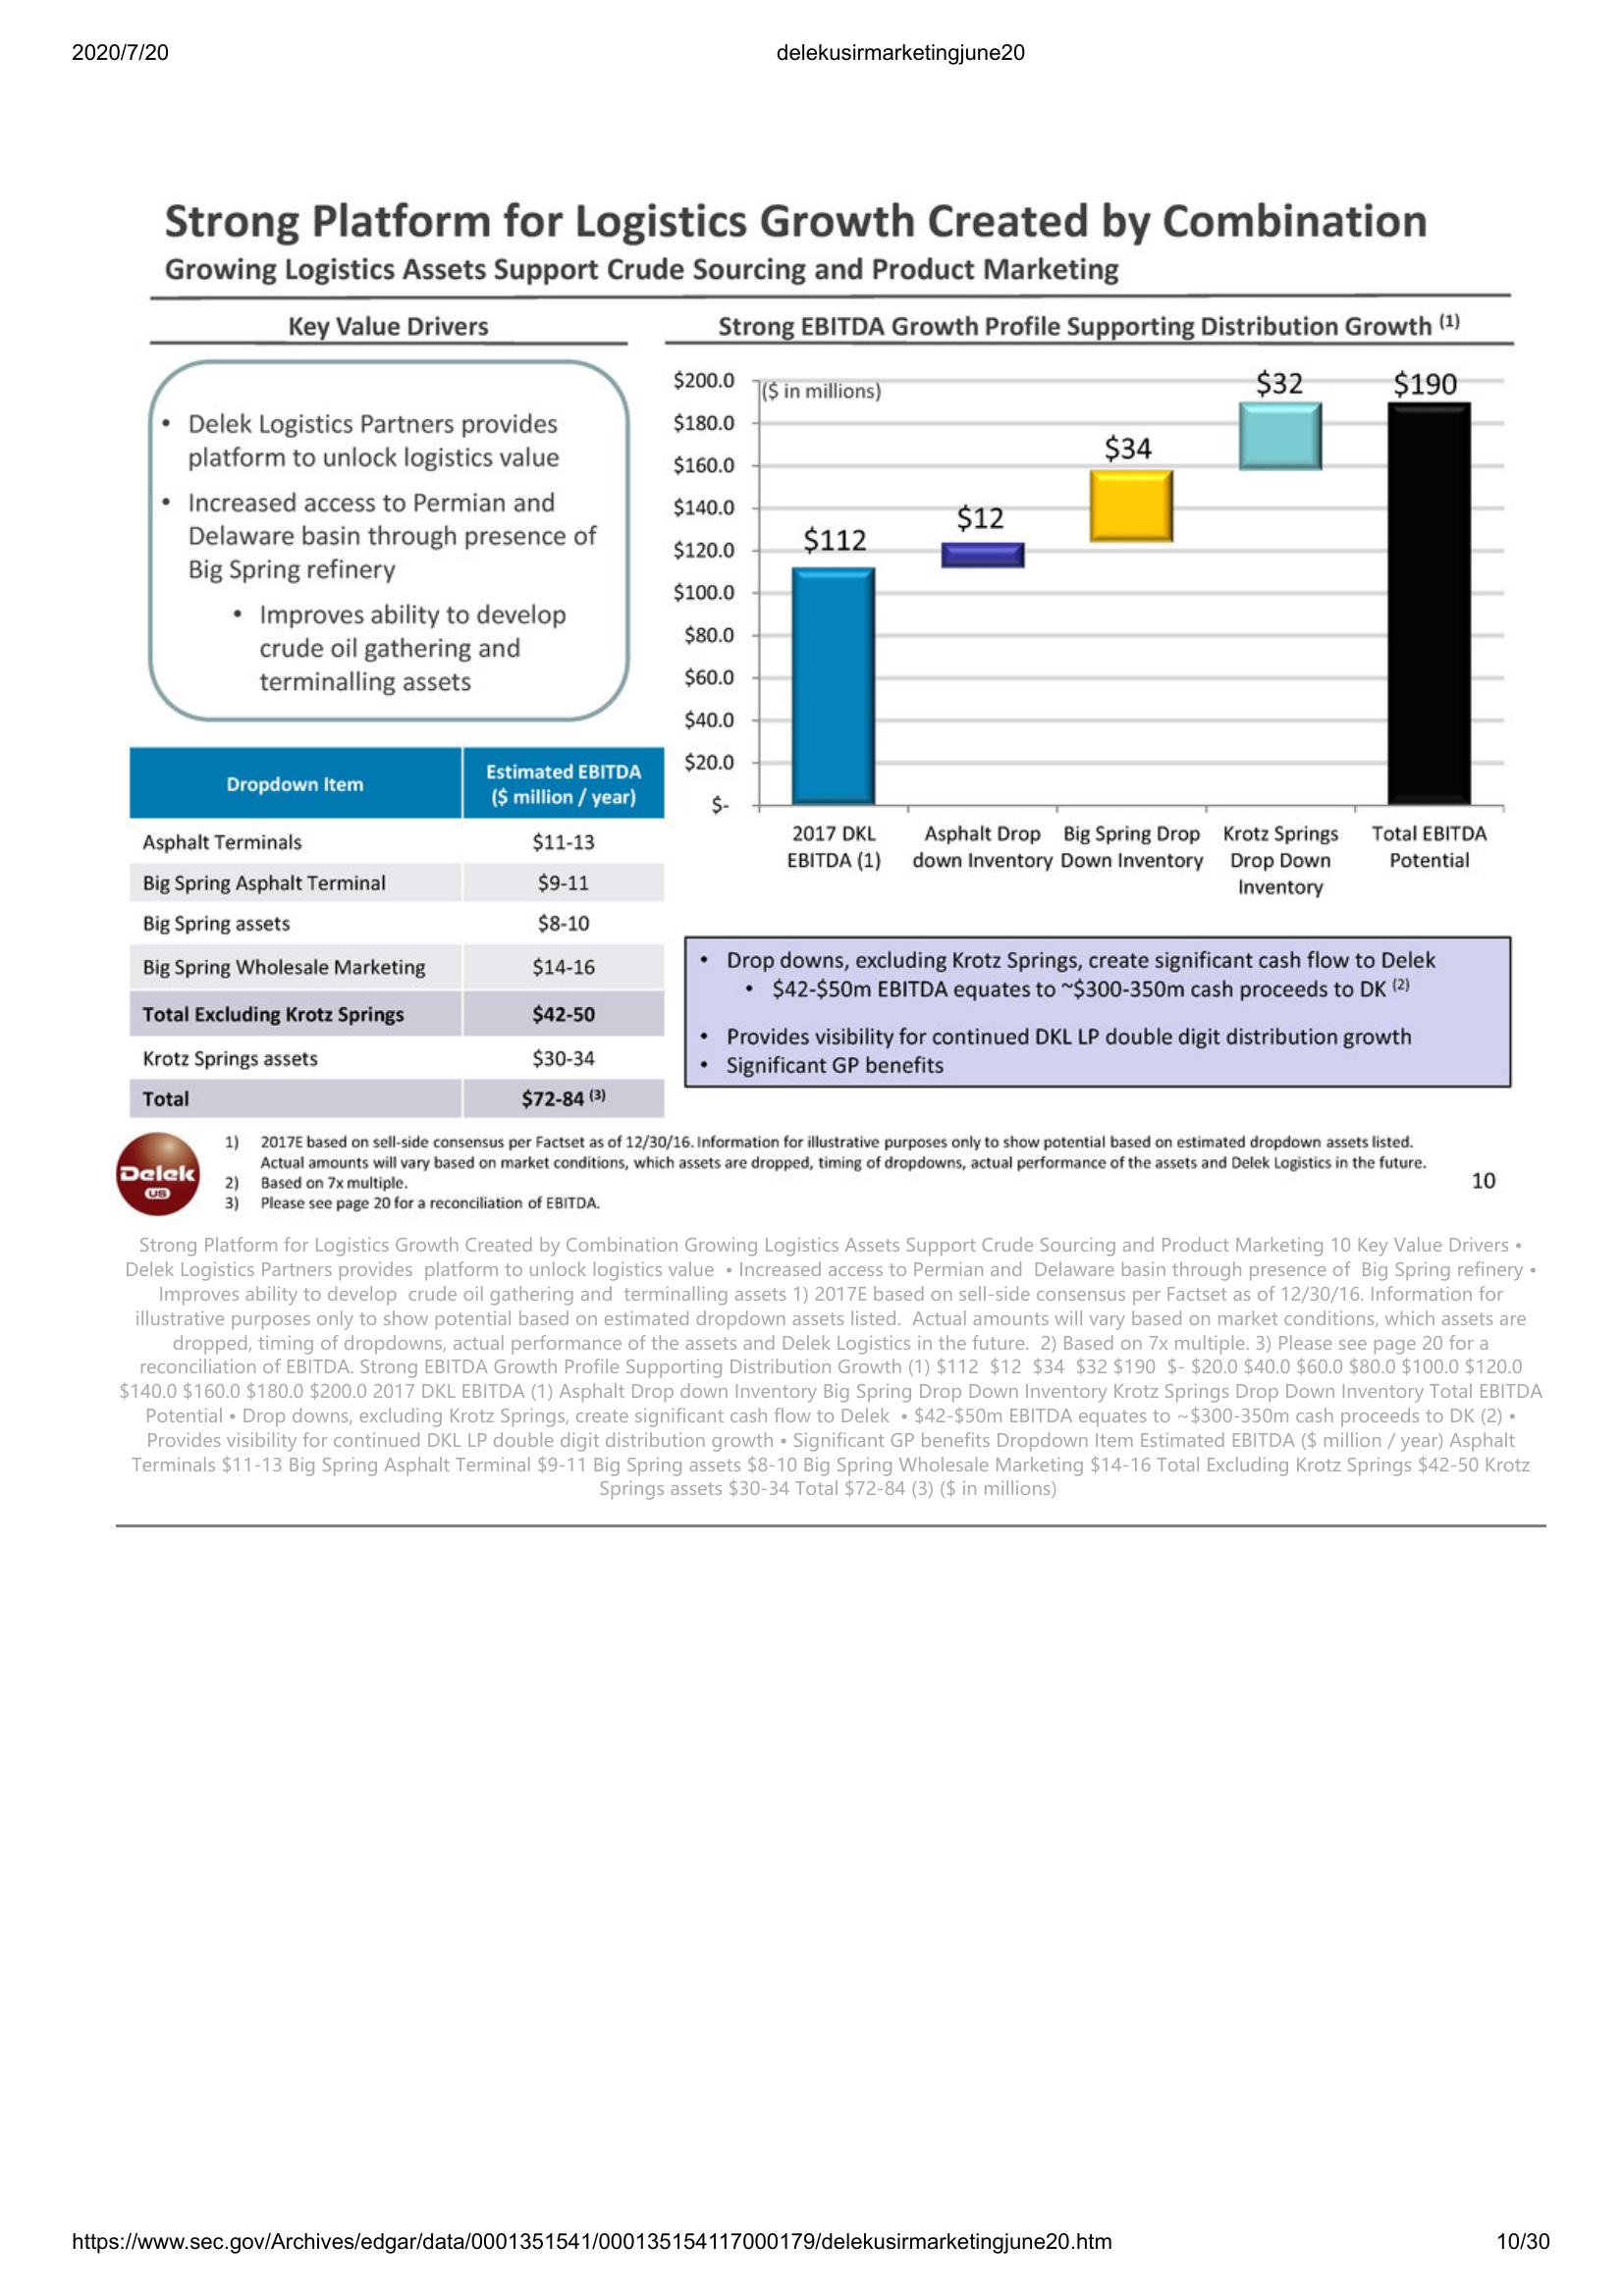 2020/7/20
delekusirmarketingjune20
Strong Platform for Logistics Growth Created by Combination
Growing Logistics Assets Support Crude Sourcing and Product Marketing
Key Value Drivers
• Delek Logistics Partners provides
platform to unlock logistics value
• Increased access to Permian and
Delaware basin through presence of
Big Spring refinery
• Improves ability to develop
crude oil gathering and
terminalling assets
Dropdown Item Estimated EBITDA ($ million / year)
Asphalt Terminals $11-13
Big Spring Asphalt Terminal $9-11
Big Spring assets $8-10
Big Spring Wholesale Marketing $14-16
Total Excluding Krotz Springs $42-50
Krotz Springs assets $30-34
Total $72-84 (3)
Strong EBITDA Growth Profile Supporting Distribution Growth (1)
($ in millions)
$200.0
$180.0
$160.0
$140.0
$120.0
$100.0
$80.0
$60.0
$40.0
$20.0
$-
$112
$12
$34
$32
$190
2017 DKL
EBITDA (1)
Asphalt Drop
down Inventory
Big Spring Drop
Down Inventory
Krotz Springs
Drop Down
Inventory
Total EBITDA
Potential
• Drop downs, excluding Krotz Springs, create significant cash flow to Delek
• $42-$50m EBITDA equates to ~$300-350m cash proceeds to DK (2)
• Provides visibility for continued DKL LP double digit distribution growth
• Significant GP benefits
Delek
US
1) 2017E based on sell-side consensus per Factset as of 12/30/16. Information for illustrative purposes only to show potential based on estimated dropdown assets listed.
Actual amounts will vary based on market conditions, which assets are dropped, timing of dropdowns, actual performance of the assets and Delek Logistics in the future.
2) Based on 7x multiple.
3) Please see page 20 for a reconciliation of EBITDA.
10
Strong Platform for Logistics Growth Created by Combination Growing Logistics Assets Support Crude Sourcing and Product Marketing 10 Key Value Drivers •
Delek Logistics Partners provides platform to unlock logistics value • Increased access to Permian and Delaware basin through presence of Big Spring refinery •
Improves ability to develop crude oil gathering and terminalling assets 1) 2017E based on sell-side consensus per Factset as of 12/30/16. Information for
illustrative purposes only to show potential based on estimated dropdown assets listed. Actual amounts will vary based on market conditions, which assets are
dropped, timing of dropdowns, actual performance of the assets and Delek Logistics in the future. 2) Based on 7x multiple. 3) Please see page 20 for a
reconciliation of EBITDA. Strong EBITDA Growth Profile Supporting Distribution Growth (1) $112 $12 $34 $32 $190 $- $20.0 $40.0 $60.0 $80.0 $100.0 $120.0
$140.0 $160.0 $180.0 $200.0 2017 DKL EBITDA (1) Asphalt Drop down Inventory Big Spring Drop Down Inventory Krotz Springs Drop Down Inventory Total EBITDA
Potential • Drop downs, excluding Krotz Springs, create significant cash flow to Delek • $42-$50m EBITDA equates to ~$300-350m cash proceeds to DK (2) •
Provides visibility for continued DKL LP double digit distribution growth • Significant GP benefits Dropdown Item Estimated EBITDA ($ million / year) Asphalt
Terminals $11-13 Big Spring Asphalt Terminal $9-11 Big Spring assets $8-10 Big Spring Wholesale Marketing $14-16 Total Excluding Krotz Springs $42-50 Krotz
Springs assets $30-34 Total $72-84 (3) ($ in millions)
https://www.sec.gov/Archives/edgar/data/0001351541/000135154117000179/delekusirmarketingjune20.htm
10/30